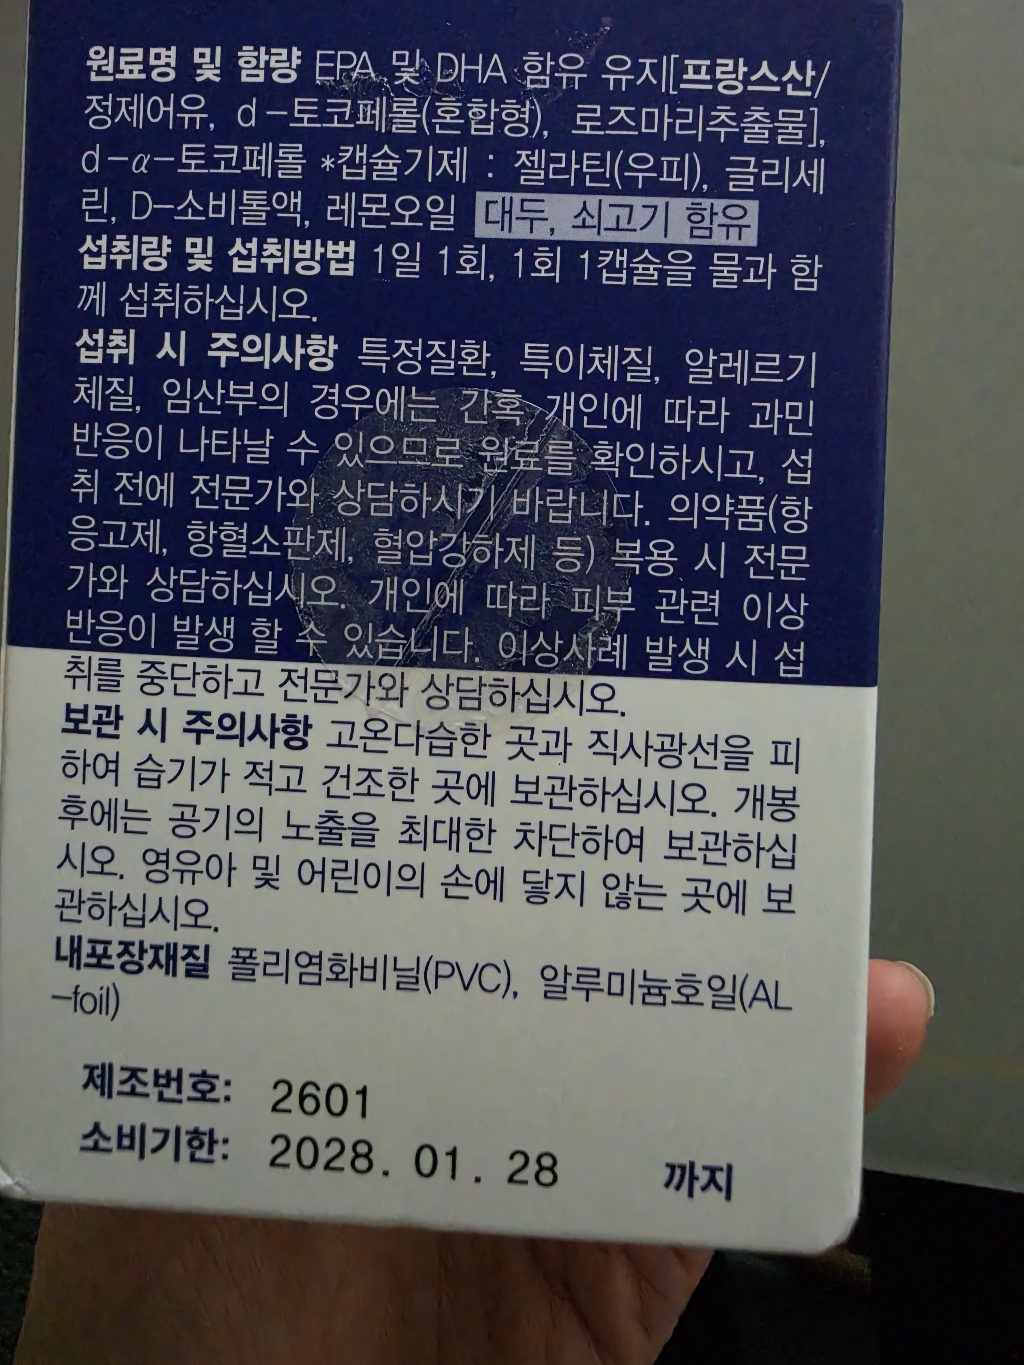 원료명 및 함량 EPA 및 DHA 함유 유지[프랑스산/
정제어유, d-토코페롤(혼합형), 로즈마리추출물],
d-α-토코페롤 *캡슐기제 : 젤라틴(우피), 글리세
린, D-소비톨액, 레몬오일 대두, 쇠고기 함유
섭취량 및 섭취방법 1일 1회, 1회 1캡슐을 물과 함
께 섭취하십시오.
섭취 시 주의사항 특정질환, 특이체질, 알레르기
체질, 임산부의 경우에는 간혹 개인에 따라 과민
반응이 나타날 수 있으므로 원료를 확인하시고, 섭
취 전에 전문가와 상담하시기 바랍니다. 의약품(항
응고제, 항혈소판제, 혈압강하제 등) 복용 시 전문
가와 상담하십시오. 개인에 따라 피부 관련 이상
반응이 발생 할 수 있습니다. 이상사례 발생 시 섭
취를 중단하고 전문가와 상담하십시오.
보관 시 주의사항 고온다습한 곳과 직사광선을 피
하여 습기가 적고 건조한 곳에 보관하십시오. 개봉
후에는 공기의 노출을 최대한 차단하여 보관하십
시오. 영유아 및 어린이의 손에 닿지 않는 곳에 보
관하십시오.
내포장재질 폴리염화비닐(PVC), 알루미늄호일(AL
-foil)
제조번호: 2601
소비기한: 2028. 01. 28 까지